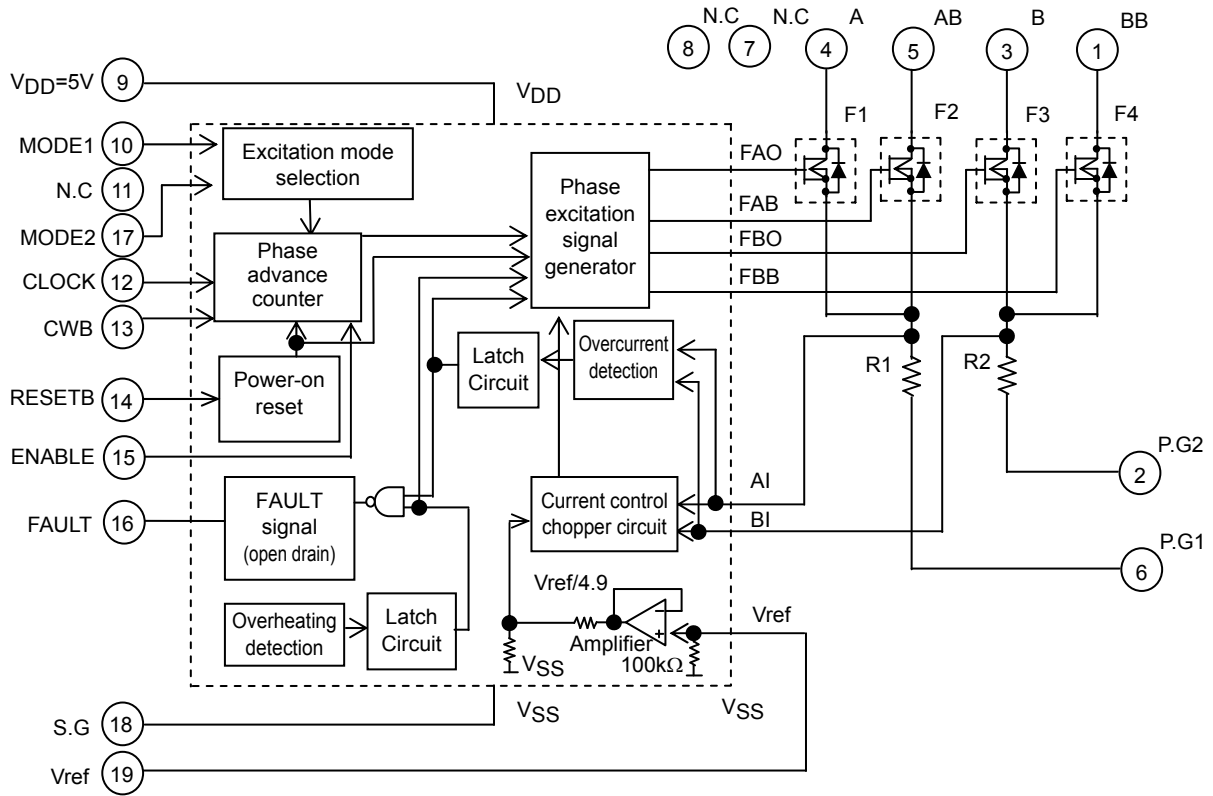 N.C
N.C
A
AB
B
BB
8
7
4
5
3
1
VDD=5V
9
VDD
F1
F2
F3
F4
MODE1
10
Excitation mode
selection
N.C
11
MODE2
17
Phase
excitation
signal
generator
FAO
FAB
FBO
FBB
Phase
advance
counter
CLOCK
12
CWB
13
Latch
Circuit
Overcurrent
detection
R1
R2
RESETB
14
Power-on
reset
ENABLE
15
P.G2
2
FAULT
16
FAULT
signal
(open drain)
Current control
chopper circuit
AI
BI
P.G1
6
Vref/4.9
Overheating
detection
Latch
Circuit
Amplifier
Vref
VSS
100kΩ
S.G
18
VSS
VSS
Vref
19